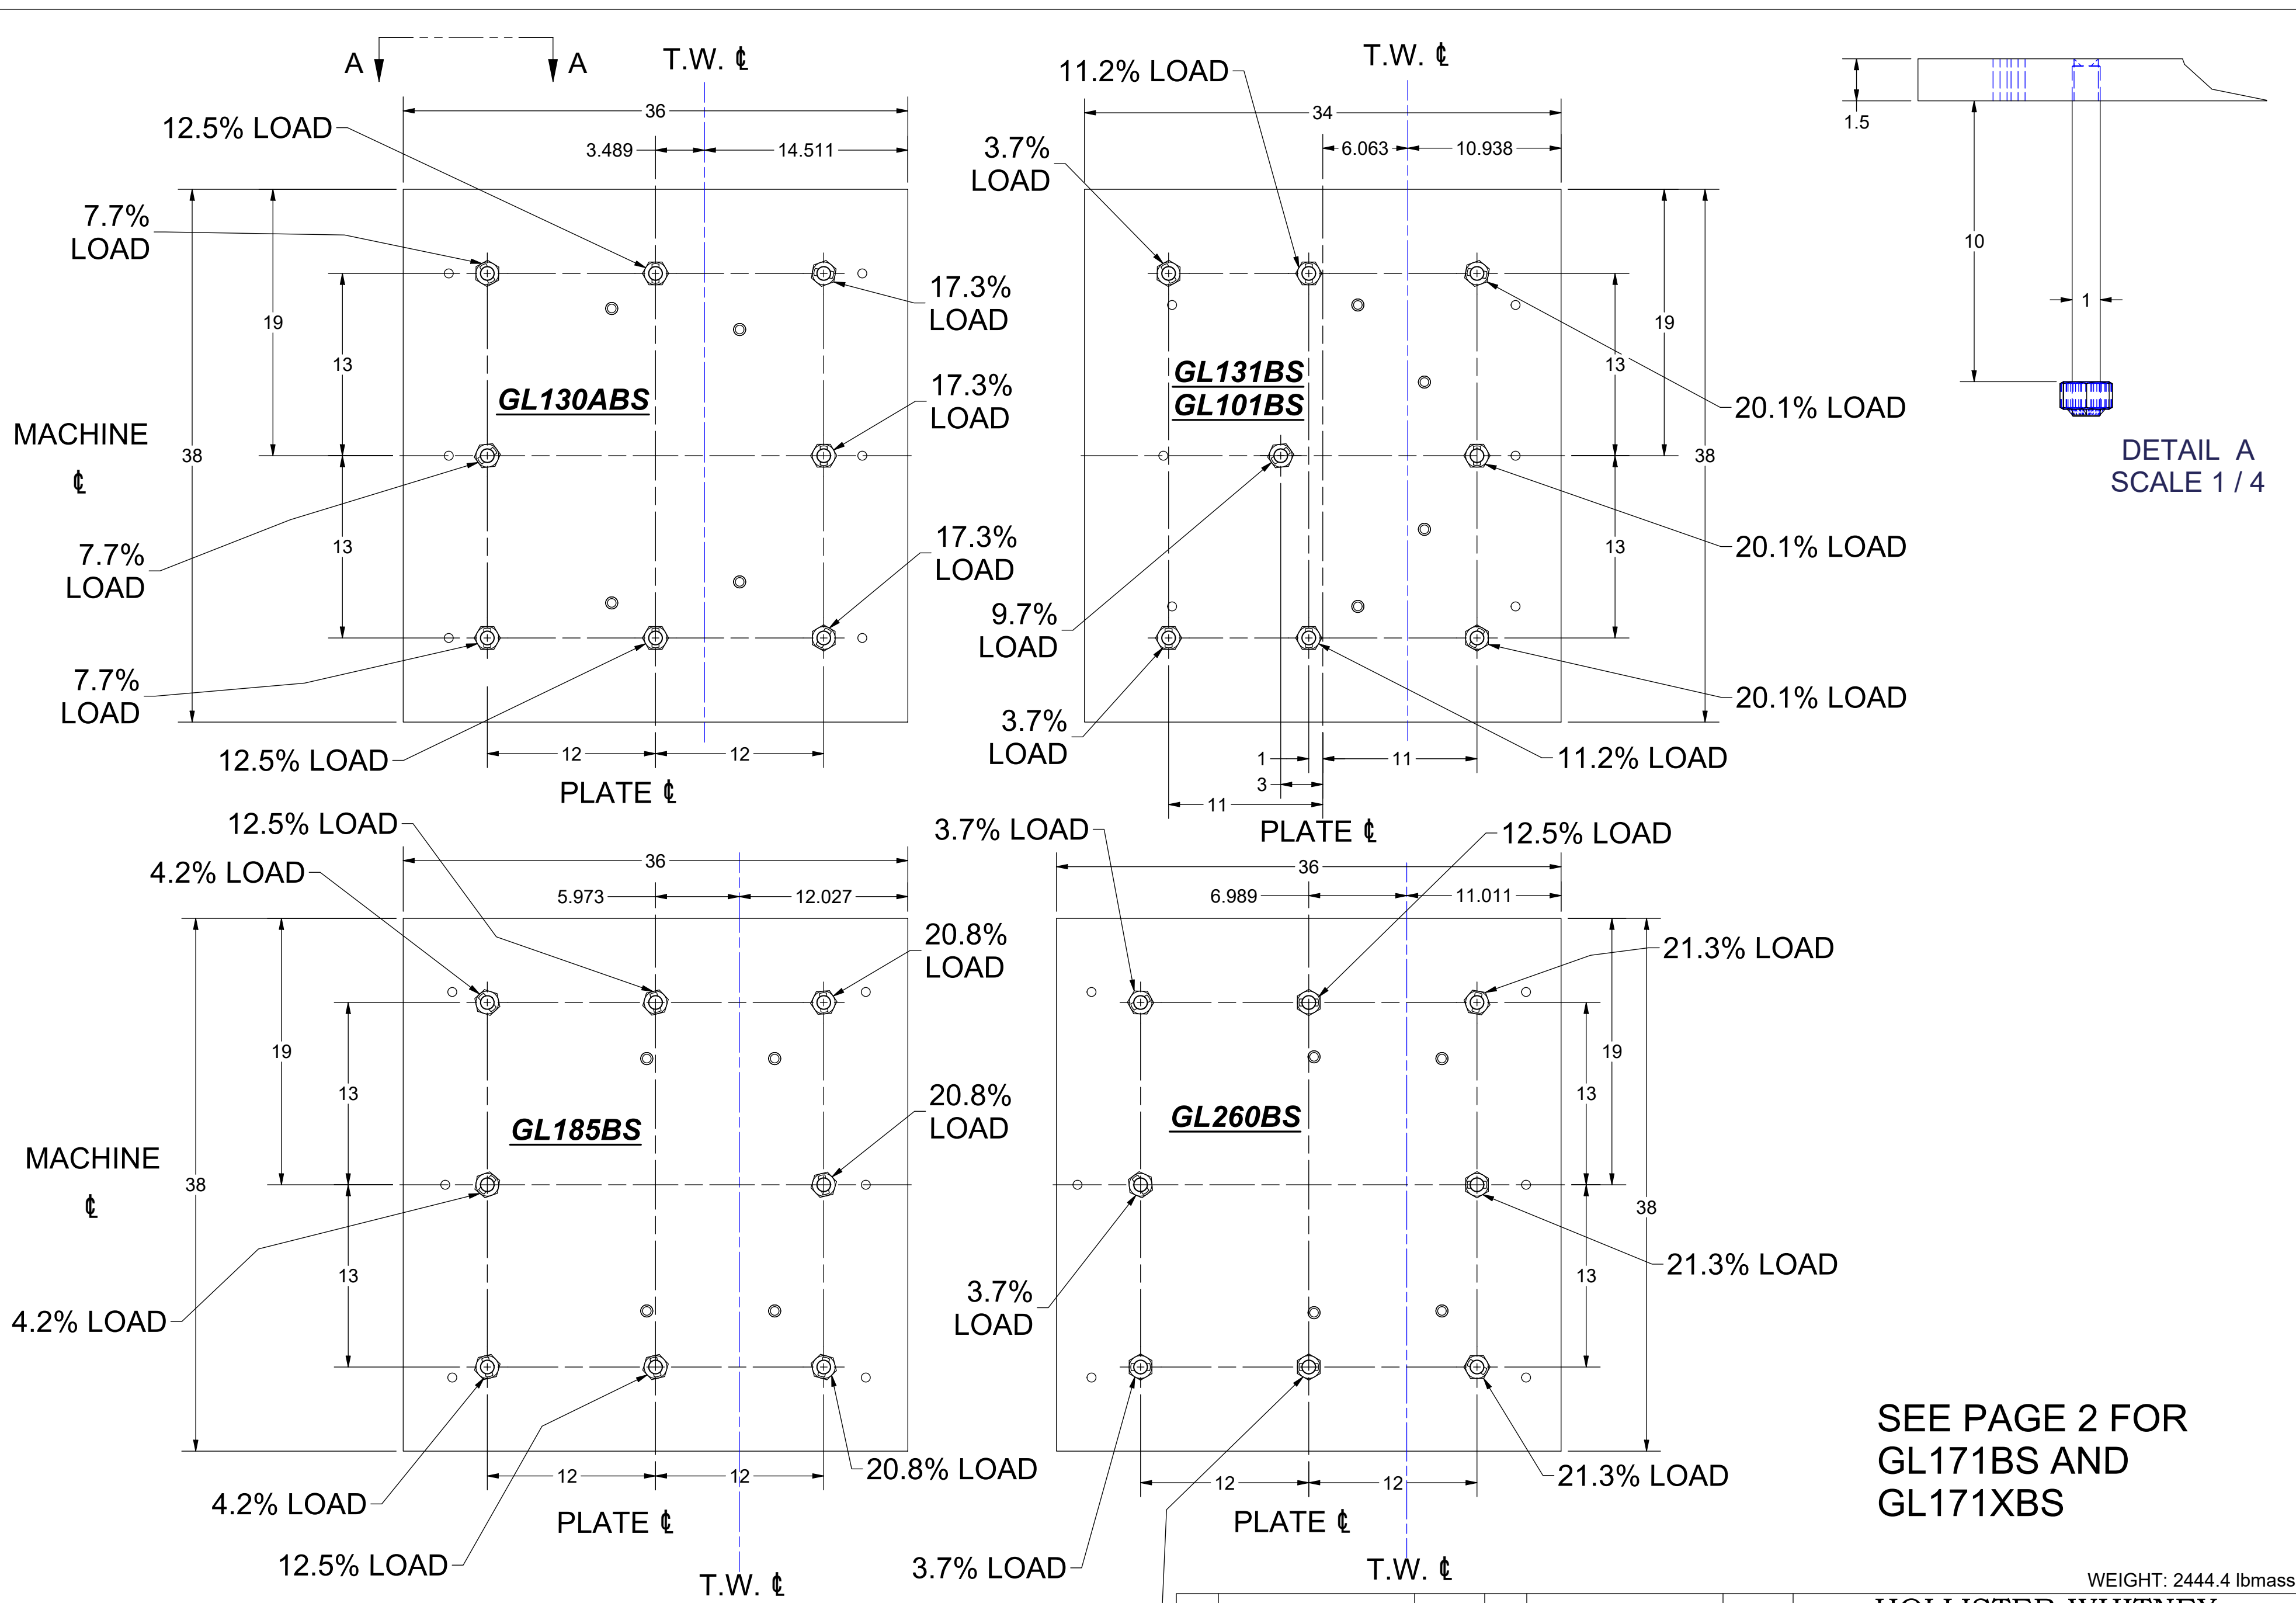 A
A
T.W. ℄
36
3.489
14.511
12.5% LOAD
7.7%
LOAD
17.3%
LOAD
19
13
GL130ABS
17.3%
LOAD
MACHINE
℄
38
13
17.3%
LOAD
7.7%
LOAD
7.7%
LOAD
12
12
12.5% LOAD
PLATE ℄
T.W. ℄
11.2% LOAD
34
6.063
10.938
3.7%
LOAD
19
13
GL131BS
GL101BS
20.1% LOAD
38
13
20.1% LOAD
9.7%
LOAD
20.1% LOAD
3.7%
LOAD
1
11
11.2% LOAD
3
11
PLATE ℄
1.5
10
1
DETAIL A
SCALE 1 / 4
12.5% LOAD
36
4.2% LOAD
5.973
12.027
20.8%
LOAD
19
13
20.8%
LOAD
GL185BS
MACHINE
℄
38
13
4.2% LOAD
12
12
20.8% LOAD
4.2% LOAD
PLATE ℄
12.5% LOAD
T.W. ℄
3.7% LOAD
12.5% LOAD
36
6.989
11.011
21.3% LOAD
19
13
GL260BS
38
21.3% LOAD
13
3.7%
LOAD
12
12
21.3% LOAD
PLATE ℄
3.7% LOAD
T.W. ℄
SEE PAGE 2 FOR
GL171BS AND
GL171XBS
WEIGHT: 2444.4 lbmass
HOLLISTER-WHITNEY